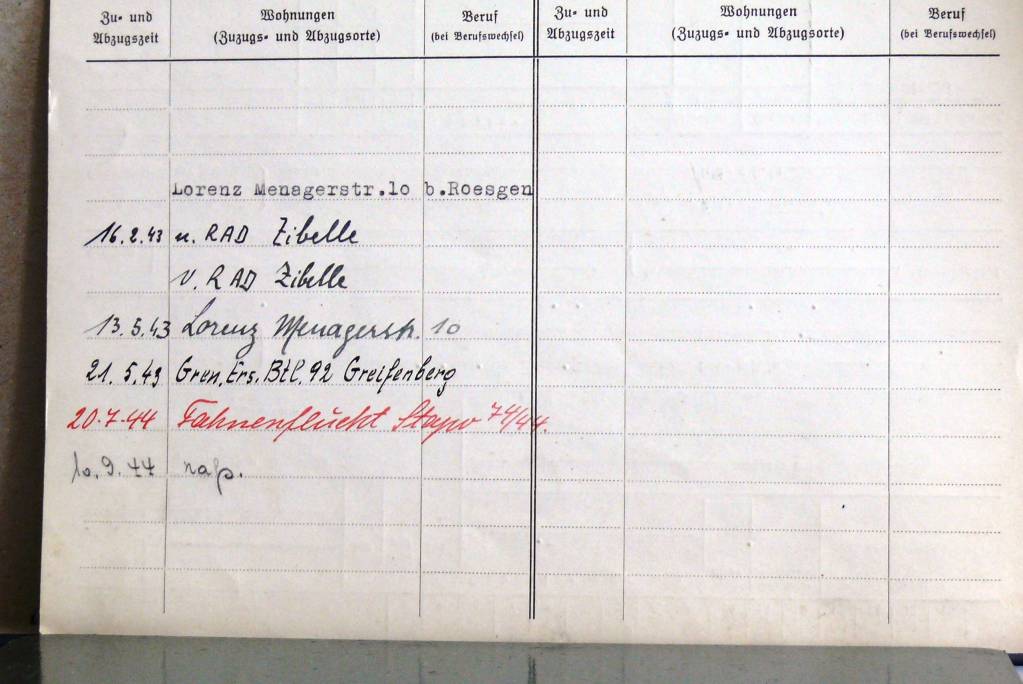 Zu- und Abzugszeit
Wohnungen (Zuzugs- und Abzugsorte)
Beruf (bei Berufswechsel)
Zu- und Abzugszeit
Wohnungen (Zuzugs- und Abzugsorte)
Beruf (bei Berufswechsel)
Lorenz Menagerstr.lo b.Roesgen
16.2.43 n. RAD Zibelle
v. RAD Zibelle
13.5.43 Lorenz Menagerstr. 10
21.5.43 Gren. Ers. Btl. 92 Greifenberg
20.7.44 Fahnenflucht Stapo 74/44.
10.9.44